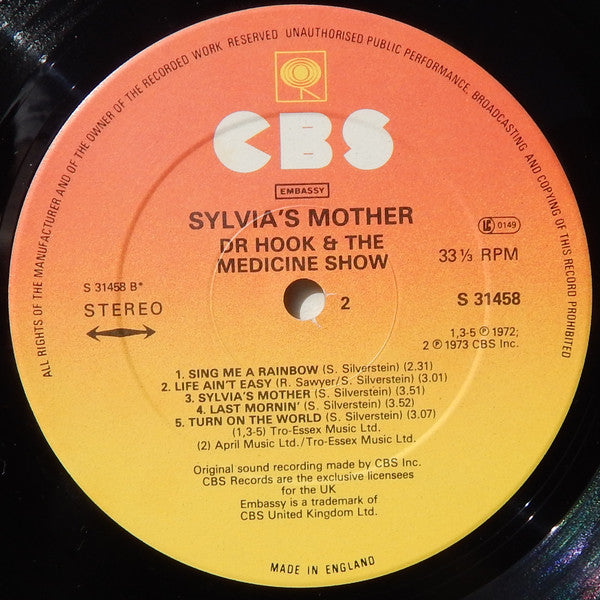 ALL RIGHTS OF THE MANUFACTURER AND OF THE OWNER OF THE RECORDED WORK RESERVED UNAUTHORISED PUBLIC PERFORMANCE, BROADCASTING AND COPYING OF THIS RECORD PROHIBITED
CBS
EMBASSY
SYLVIA'S MOTHER
DR HOOK & THE
MEDICINE SHOW
LC 0149
33⅓ RPM
S 31458 B*
STEREO
2
S 31458
1,3-5 ℗ 1972;
2 ℗ 1973 CBS Inc.
1. SING ME A RAINBOW (S. Silverstein) (2.31)
2. LIFE AIN'T EASY (R. Sawyer/S. Silverstein) (3.01)
3. SYLVIA'S MOTHER (S. Silverstein) (3.51)
4. LAST MORNIN' (S. Silverstein) (3.52)
5. TURN ON THE WORLD (S. Silverstein) (3.07)
(1,3-5) Tro-Essex Music Ltd.
(2) April Music Ltd./Tro-Essex Music Ltd.
Original sound recording made by CBS Inc.
CBS Records are the exclusive licensees
for the UK
Embassy is a trademark of
CBS United Kingdom Ltd.
MADE IN ENGLAND